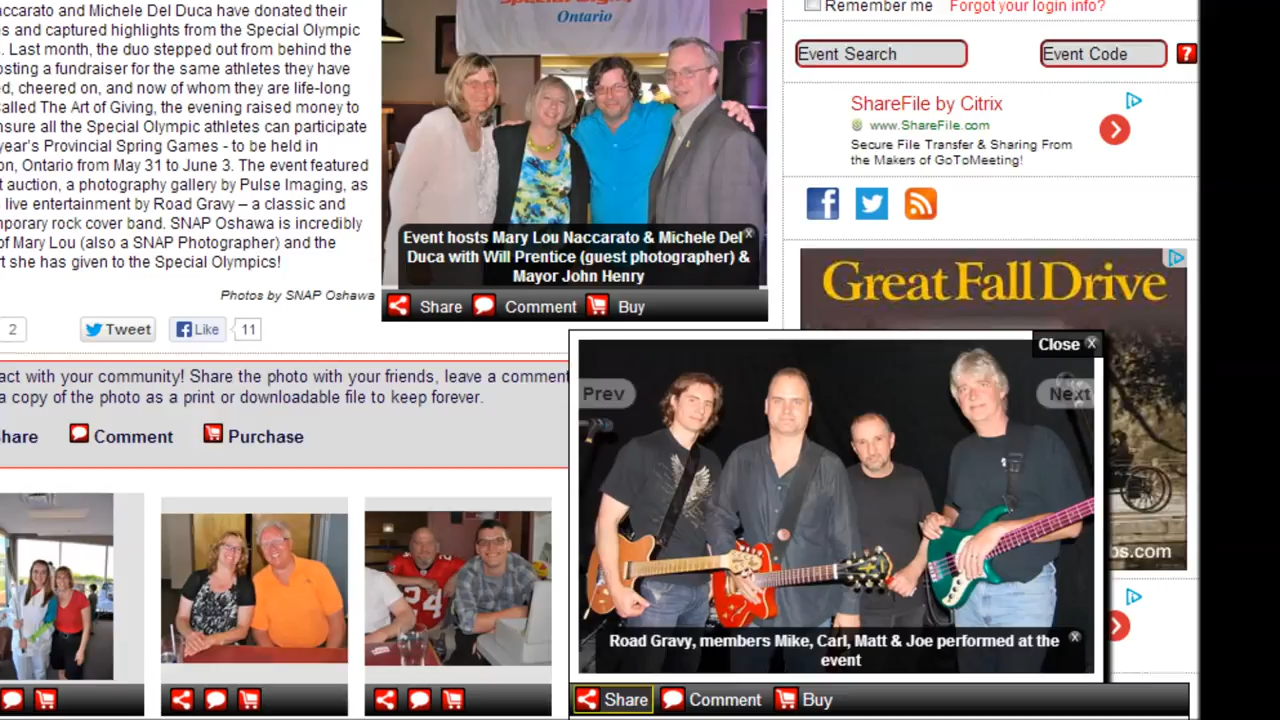 accarato and Michele Del Duca have donated their
es and captured highlights from the Special Olympic
. Last month, the duo stepped out from behind the
osting a fundraiser for the same athletes they have
ed, cheered on, and now of whom they are life-long
Called The Art of Giving, the evening raised money to
nsure all the Special Olympic athletes can participate
year's Provincial Spring Games - to be held in
on, Ontario from May 31 to June 3. The event featured
t auction, a photography gallery by Pulse Imaging, as
live entertainment by Road Gravy – a classic and
mporary rock cover band. SNAP Oshawa is incredibly
of Mary Lou (also a SNAP Photographer) and the
rt she has given to the Special Olympics!
Photos by SNAP Oshawa
2
Tweet
Like
11
act with your community! Share the photo with your friends, leave a comment
a copy of the photo as a print or downloadable file to keep forever.
hare
Comment
Purchase
Ontario
Event hosts Mary Lou Naccarato & Michele Del
Duca with Will Prentice (guest photographer) &
Mayor John Henry
x
Share
Comment
Buy
Remember me
Forgot your login info?
Event Search
Event Code
?
ShareFile by Citrix
www.ShareFile.com
Secure File Transfer & Sharing From
the Makers of GoToMeeting!
Great Fall Drive
os.com
Close X
Prev
Next
24
Road Gravy, members Mike, Carl, Matt & Joe performed at the
event
x
Share
Comment
Buy